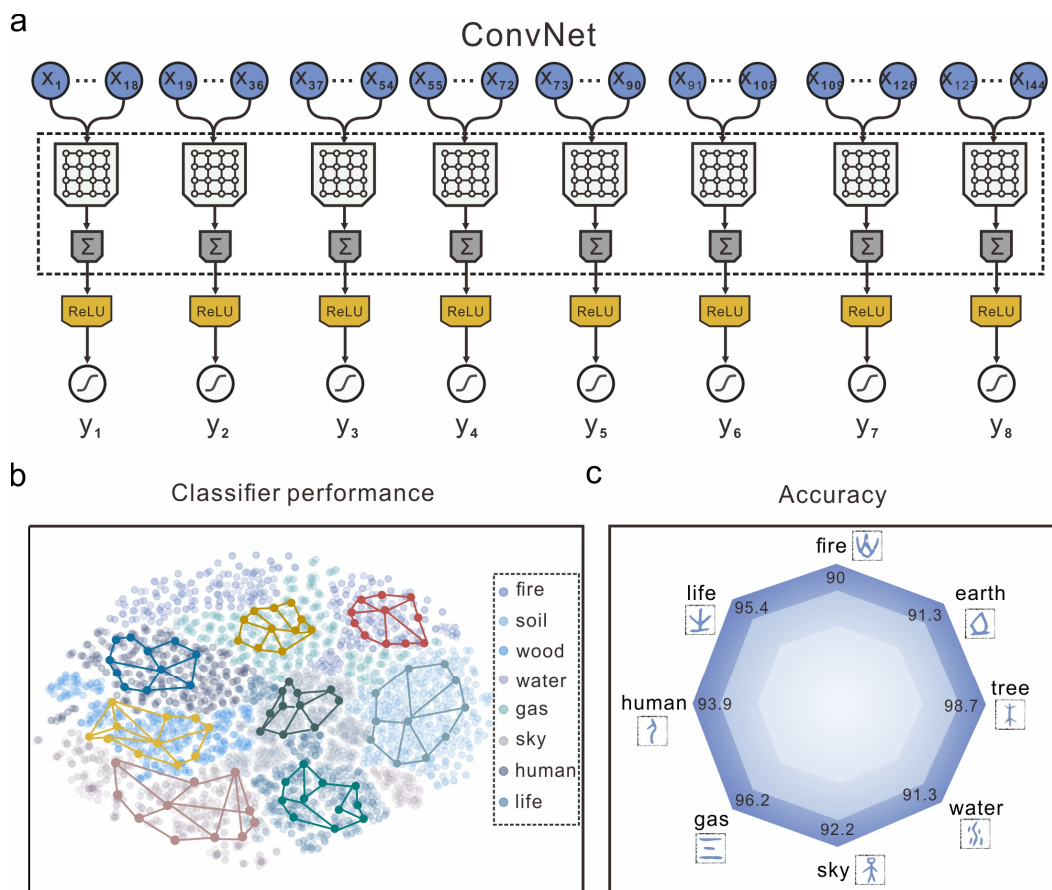 a
ConvNet
X1 ... X18 X19 ... X36 X37 ... X54 X55 ... X72 X73 ... X90 X91 ... X108 X109 ... X126 X127 ... X144
Σ Σ Σ Σ Σ Σ Σ Σ
ReLU ReLU ReLU ReLU ReLU ReLU ReLU ReLU
y1 y2 y3 y4 y5 y6 y7 y8
b
Classifier performance
fire
soil
wood
water
gas
sky
human
life
c
Accuracy
fire
90
life
95.4
91.3
earth
human
93.9
98.7
tree
gas
96.2
91.3
water
92.2
sky